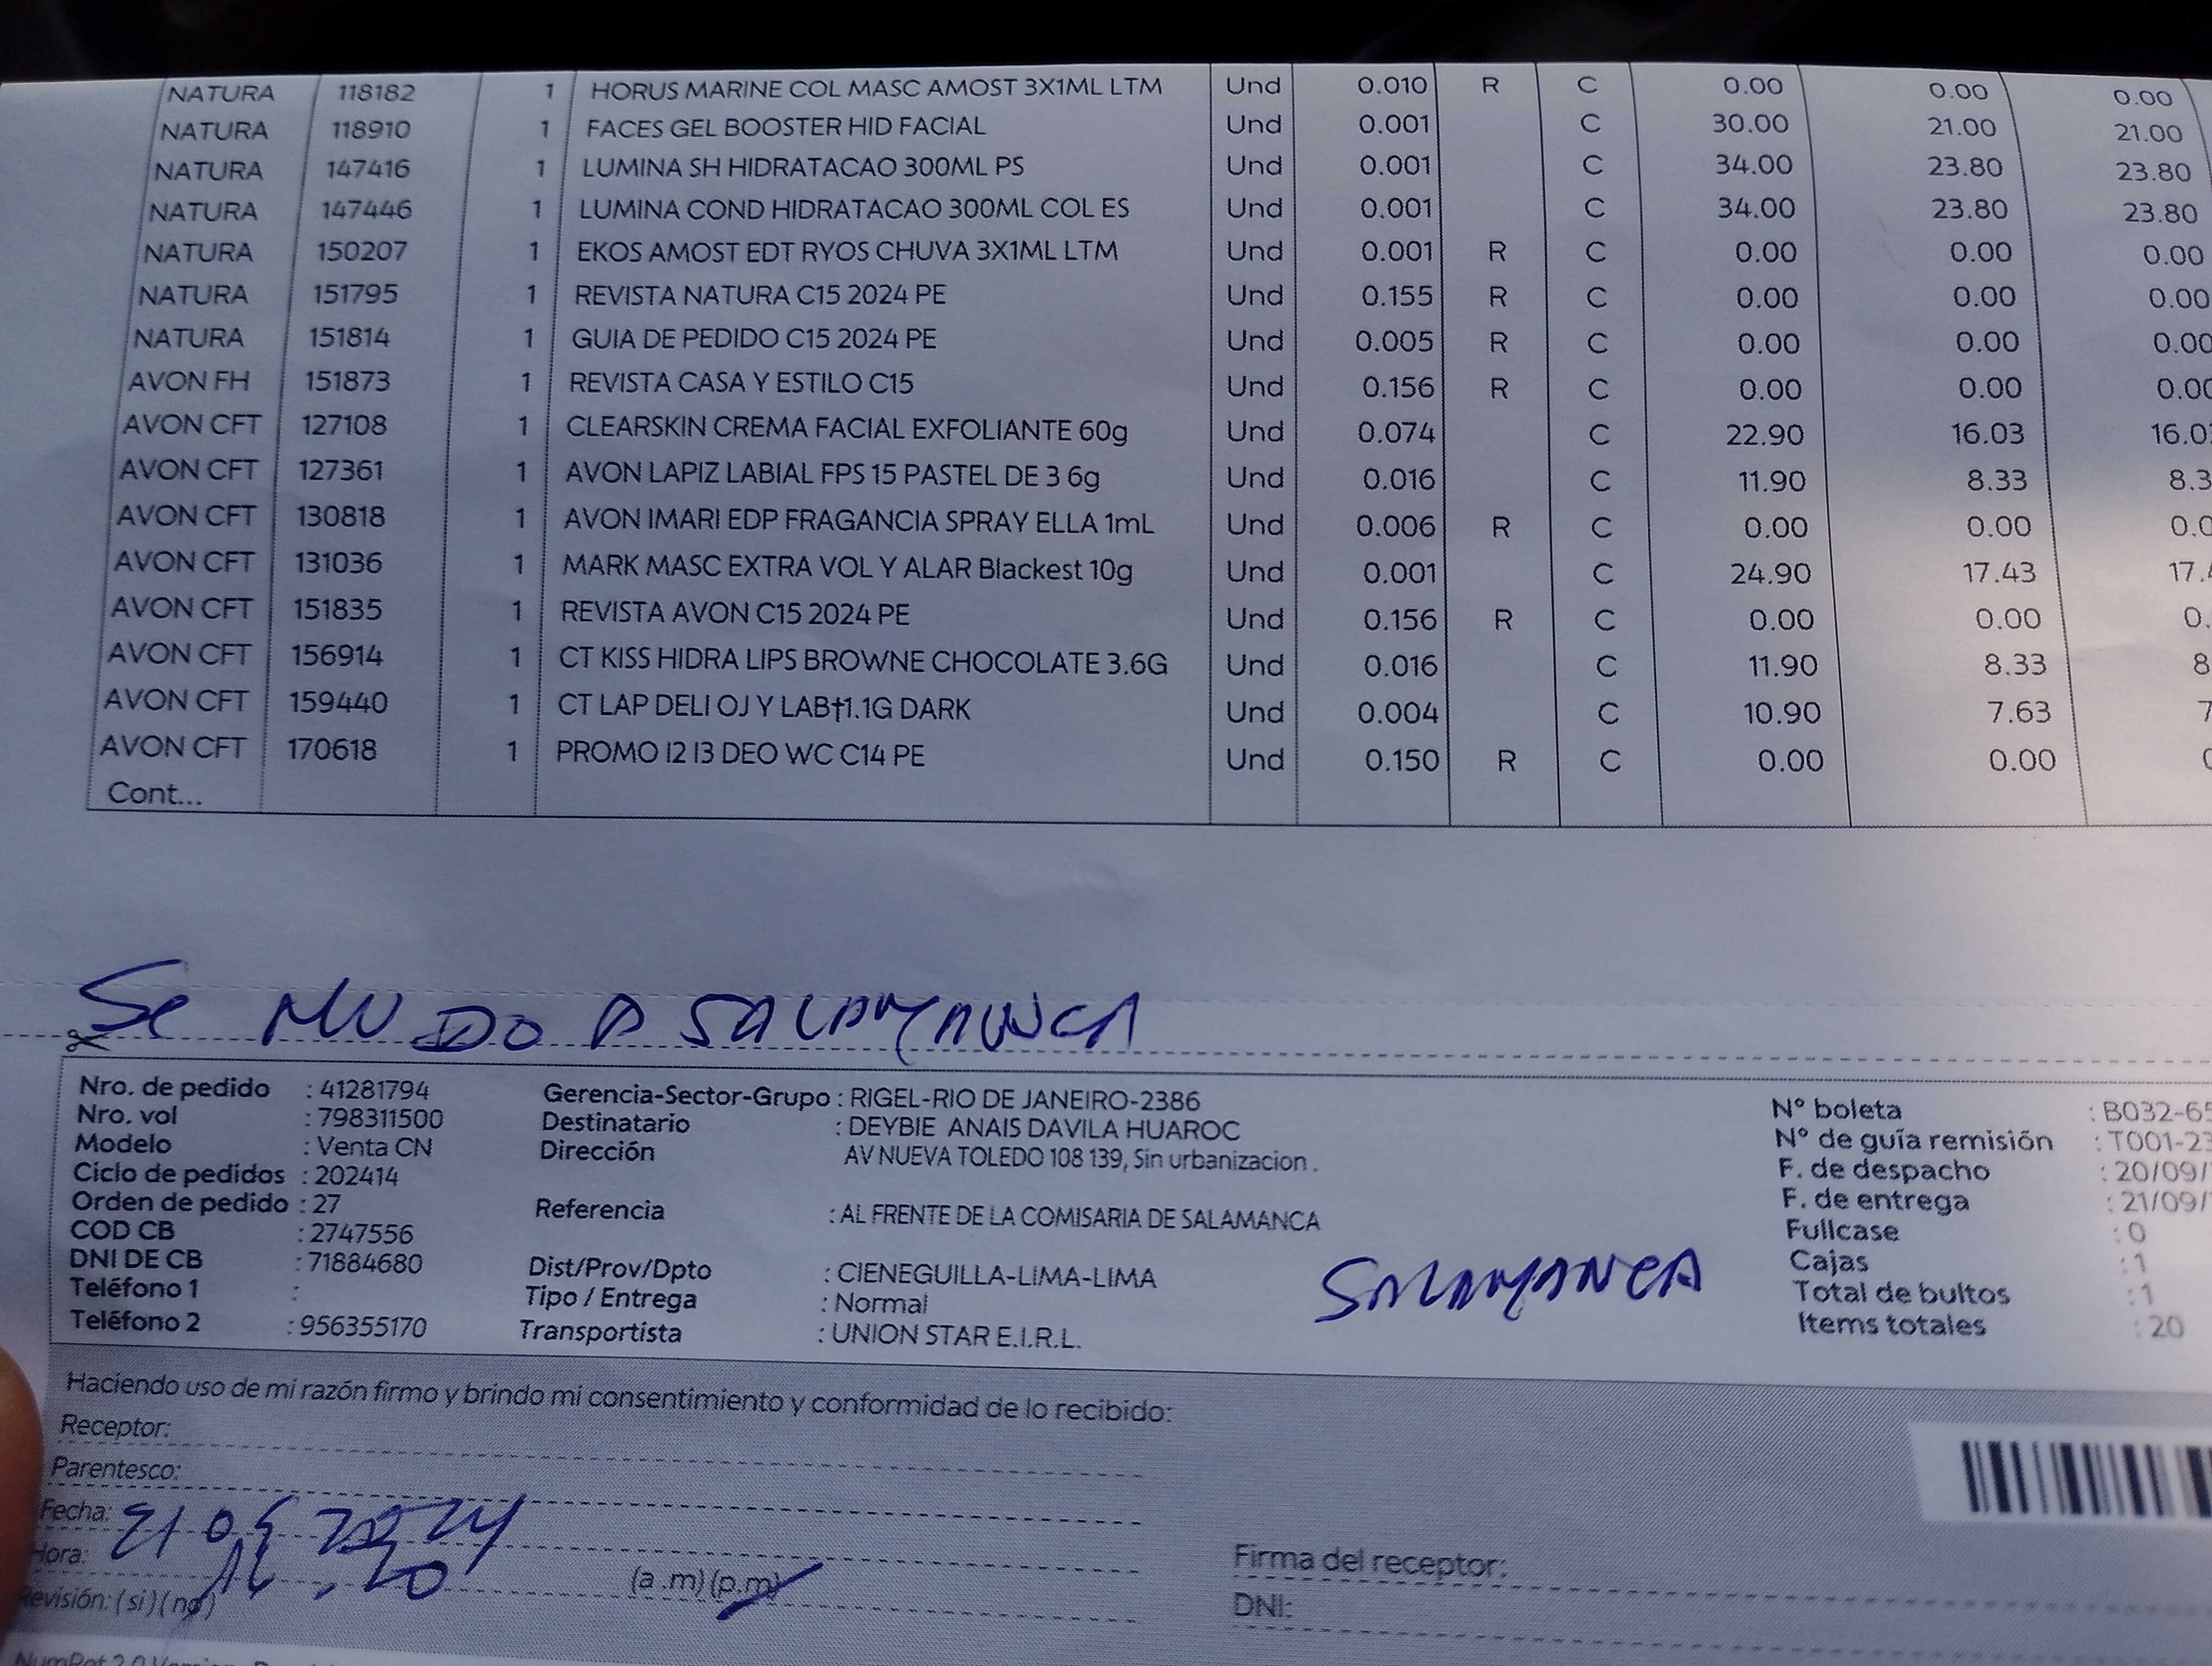 NATURA 118182 1 HORUS MARINE COL MASC AMOST 3X1ML LTM Und 0.010 R C 0.00 0.00 0.00
NATURA 118910 1 FACES GEL BOOSTER HID FACIAL Und 0.001 C 30.00 21.00 21.00
NATURA 147416 1 LUMINA SH HIDRATACAO 300ML PS Und 0.001 C 34.00 23.80 23.80
NATURA 147446 1 LUMINA COND HIDRATACAO 300ML COL ES Und 0.001 C 34.00 23.80 23.80
NATURA 150207 1 EKOS AMOST EDT RYOS CHUVA 3X1ML LTM Und 0.001 R C 0.00 0.00 0.00
NATURA 151795 1 REVISTA NATURA C15 2024 PE Und 0.155 R C 0.00 0.00 0.00
NATURA 151814 1 GUIA DE PEDIDO C15 2024 PE Und 0.005 R C 0.00 0.00 0.00
AVON FH 151873 1 REVISTA CASA Y ESTILO C15 Und 0.156 R C 0.00 0.00 0.00
AVON CFT 127108 1 CLEARSKIN CREMA FACIAL EXFOLIANTE 60g Und 0.074 C 22.90 16.03 16.0
AVON CFT 127361 1 AVON LAPIZ LABIAL FPS 15 PASTEL DE 3 6g Und 0.016 C 11.90 8.33 8.3
AVON CFT 130818 1 AVON IMARI EDP FRAGANCIA SPRAY ELLA 1mL Und 0.006 R C 0.00 0.00 0.0
AVON CFT 131036 1 MARK MASC EXTRA VOL Y ALAR Blackest 10g Und 0.001 C 24.90 17.43 17.4
AVON CFT 151835 1 REVISTA AVON C15 2024 PE Und 0.156 R C 0.00 0.00 0.
AVON CFT 156914 1 CT KISS HIDRA LIPS BROWNE CHOCOLATE 3.6G Und 0.016 C 11.90 8.33 8
AVON CFT 159440 1 CT LAP DELI OJ Y LAB†1.1G DARK Und 0.004 C 10.90 7.63 7
AVON CFT 170618 1 PROMO I2 I3 DEO WC C14 PE Und 0.150 R C 0.00 0.00
Cont...
Se MUDO A SALAMANCA
Nro. de pedido : 41281794
Nro. vol : 798311500
Modelo : Venta CN
Ciclo de pedidos : 202414
Orden de pedido : 27
COD CB : 2747556
DNI DE CB : 71884680
Teléfono 1 :
Teléfono 2 : 956355170
Gerencia-Sector-Grupo : RIGEL-RIO DE JANEIRO-2386
Destinatario : DEYBIE ANAIS DAVILA HUAROC
Dirección AV NUEVA TOLEDO 108 139, Sin urbanizacion .
Referencia : AL FRENTE DE LA COMISARIA DE SALAMANCA
Dist/Prov/Dpto : CIENEGUILLA-LIMA-LIMA
Tipo / Entrega : Normal
Transportista : UNION STAR E.I.R.L.
SALAMANCA
N° boleta : B032-65
N° de guía remisión : T001-23
F. de despacho : 20/09/
F. de entrega : 21/09/
Fullcase : 0
Cajas : 1
Total de bultos : 1
Items totales : 20
Haciendo uso de mi razón firmo y brindo mi consentimiento y conformidad de lo recibido:
Receptor:
Parentesco:
Fecha: 21 09 2024
Hora: (a .m) (p.m)
Revisión: (si) (no)
Firma del receptor:
DNI: